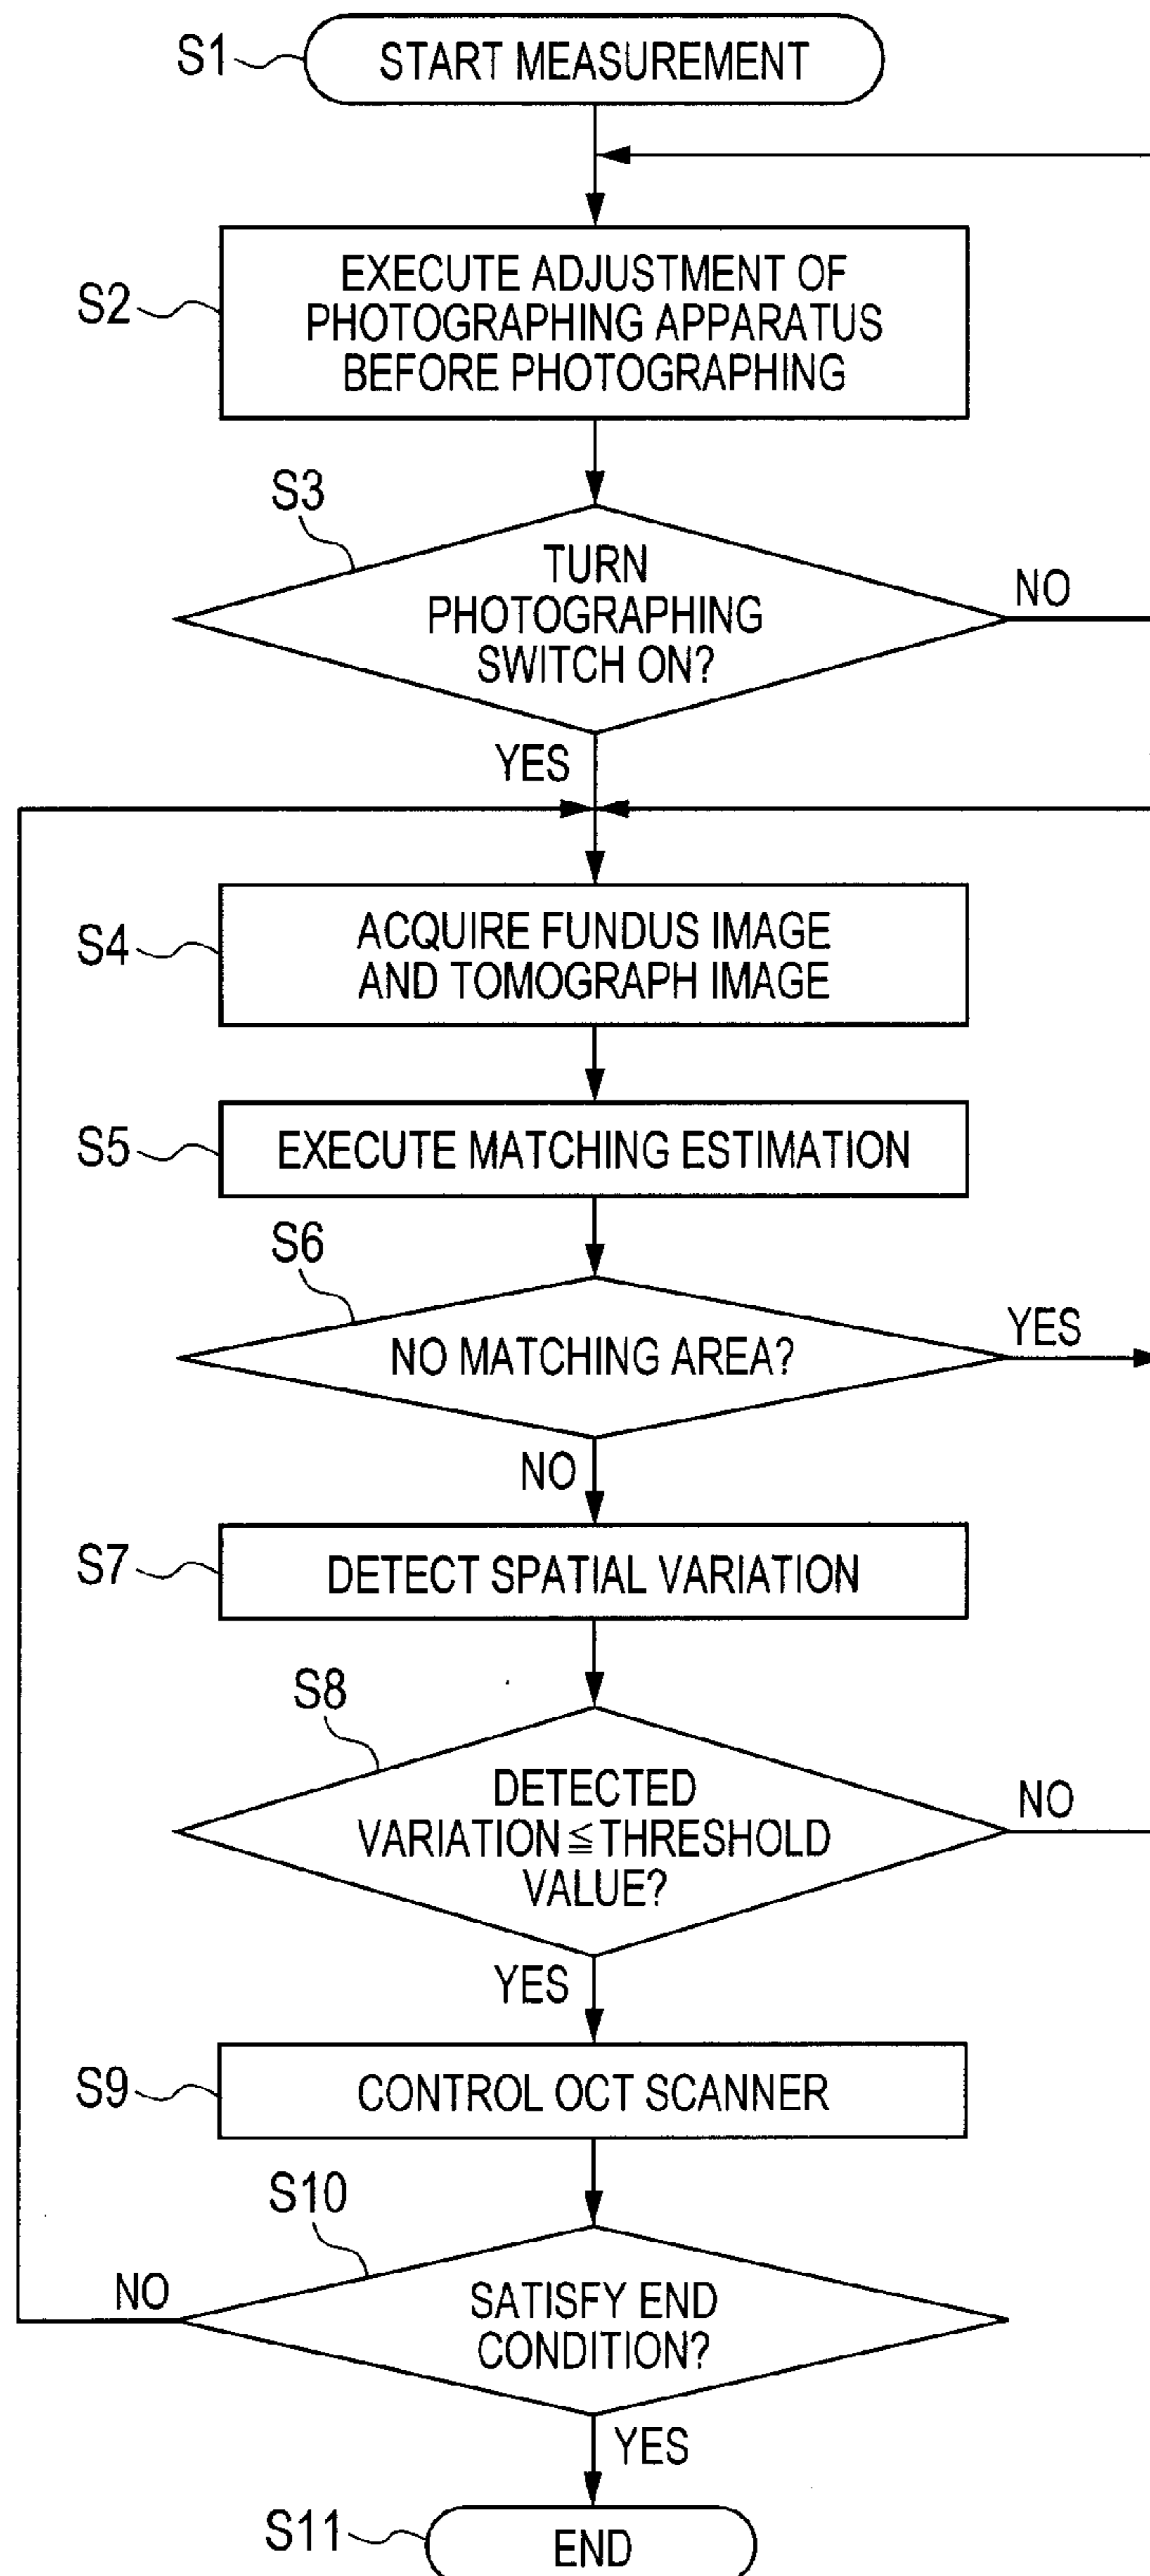 S1
START MEASUREMENT
S2
EXECUTE ADJUSTMENT OF
PHOTOGRAPHING APPARATUS
BEFORE PHOTOGRAPHING
S3
TURN
PHOTOGRAPHING
SWITCH ON?
NO
YES
S4
ACQUIRE FUNDUS IMAGE
AND TOMOGRAPH IMAGE
S5
EXECUTE MATCHING ESTIMATION
S6
NO MATCHING AREA?
YES
NO
S7
DETECT SPATIAL VARIATION
S8
DETECTED
VARIATION≦THRESHOLD
VALUE?
NO
YES
S9
CONTROL OCT SCANNER
S10
SATISFY END
CONDITION?
NO
YES
S11
END